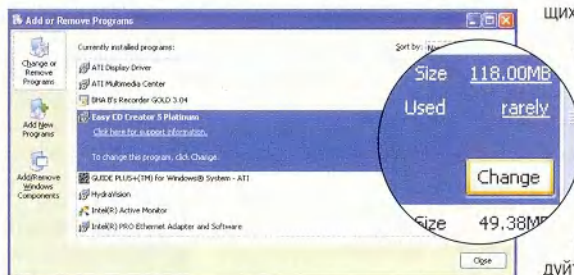 Add or Remove Programs
Change or
Remove
Programs
Add New
Programs
Add/Remove
Windows
Components
Currently installed programs:
Sort by:
ATI Display Driver
ATI Multimedia Center
BHA B's Recorder GOLD 3.04
Easy CD Creator 5 Platinum
Click here for support information.
To change this program, click Change.
GUIDE PLUS+(TM) for Windows® System - ATI
HydraVision
Intel(R) Active Monitor
Intel(R) PRO Ethernet Adapter and Software
Size 118.00MB
Used rarely
Change
Size 49.38MB
Close
щих
дуй